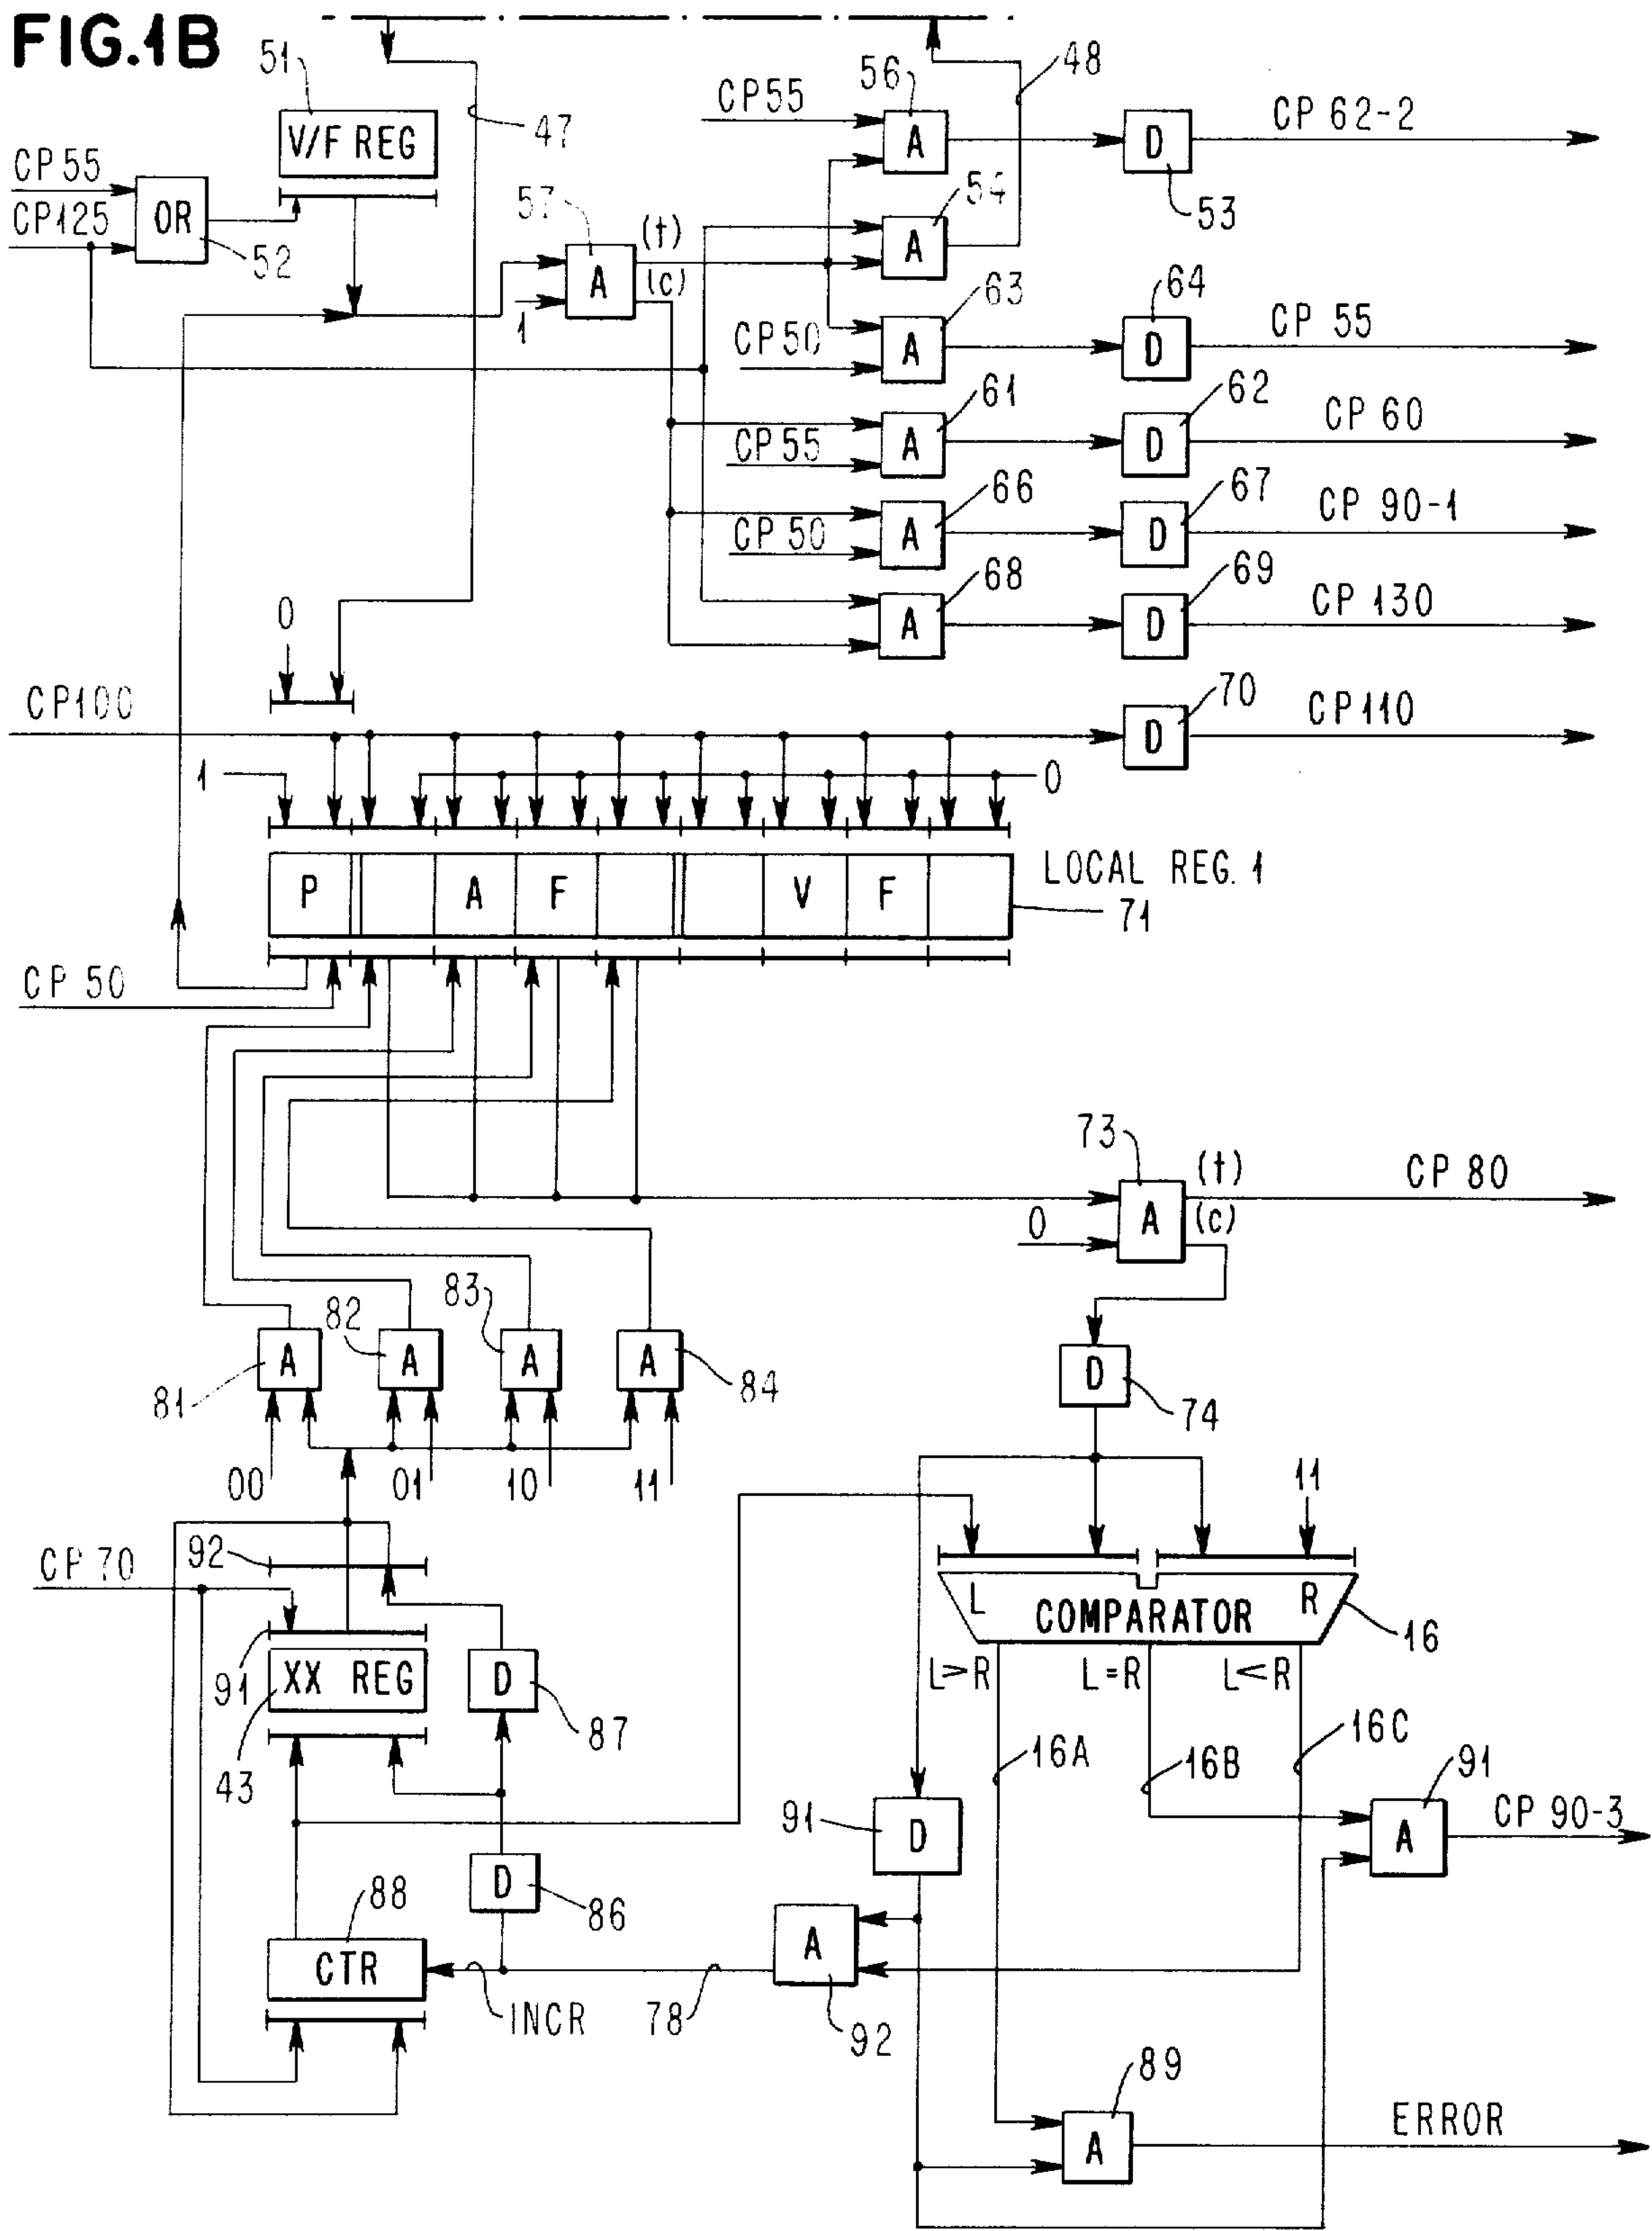 FIG.1B
51
V/F REG
47
CP55
CP125
OR
52
57
A
(t)
(c)
1
CP55
56
A
48
D
CP 62-2
53
54
A
63
CP50
A
64
D
CP 55
61
CP55
A
62
D
CP 60
66
CP 50
A
67
D
CP 90-1
68
A
69
D
CP 130
0
CP100
70
D
CP110
1
0
P
A
F
V
F
LOCAL REG. 1
71
CP 50
73
A
(t)
(c)
0
CP 80
81
A
82
A
83
A
A
84
00
01
10
11
D
74
11
CP 70
92
91
XX REG
43
D
87
L
COMPARATOR
R
16
L>R
L=R
L<R
16A
16B
16C
91
D
91
A
CP 90-3
D
86
88
CTR
INCR
78
A
92
89
A
ERROR